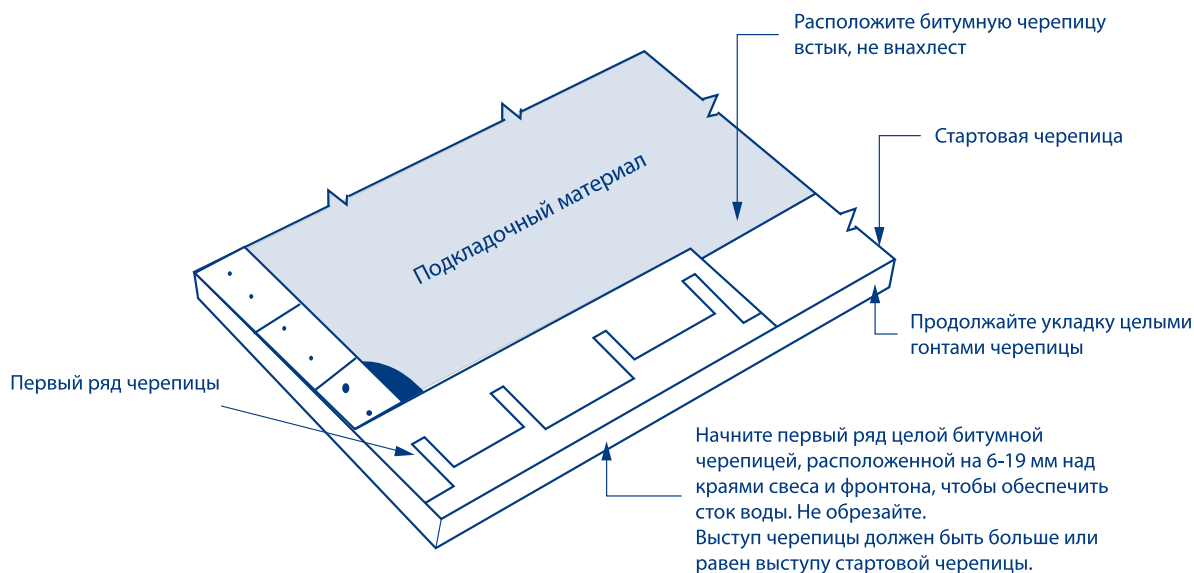 Расположите битумную черепицу
встык, не внахлест
Стартовая черепица
Подкладочный материал
Продолжайте укладку целыми
гонтами черепицы
Первый ряд черепицы
Начните первый ряд целой битумной
черепицей, расположенной на 6-19 мм над
краями свеса и фронтона, чтобы обеспечить
сток воды. Не обрезайте.
Выступ черепицы должен быть больше или
равен выступу стартовой черепицы.